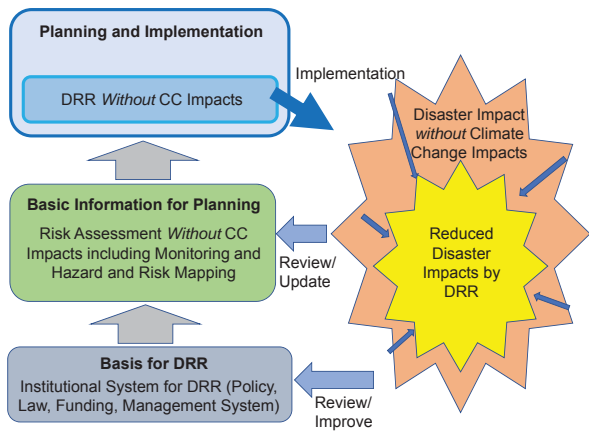 Planning and Implementation
DRR Without CC Impacts
Implementation
Disaster Impact
without Climate
Change Impacts
Basic Information for Planning
Risk Assessment Without CC
Impacts including Monitoring and
Hazard and Risk Mapping
Review/
Update
Reduced
Disaster
Impacts by
DRR
Basis for DRR
Institutional System for DRR (Policy,
Law, Funding, Management System)
Review/
Improve